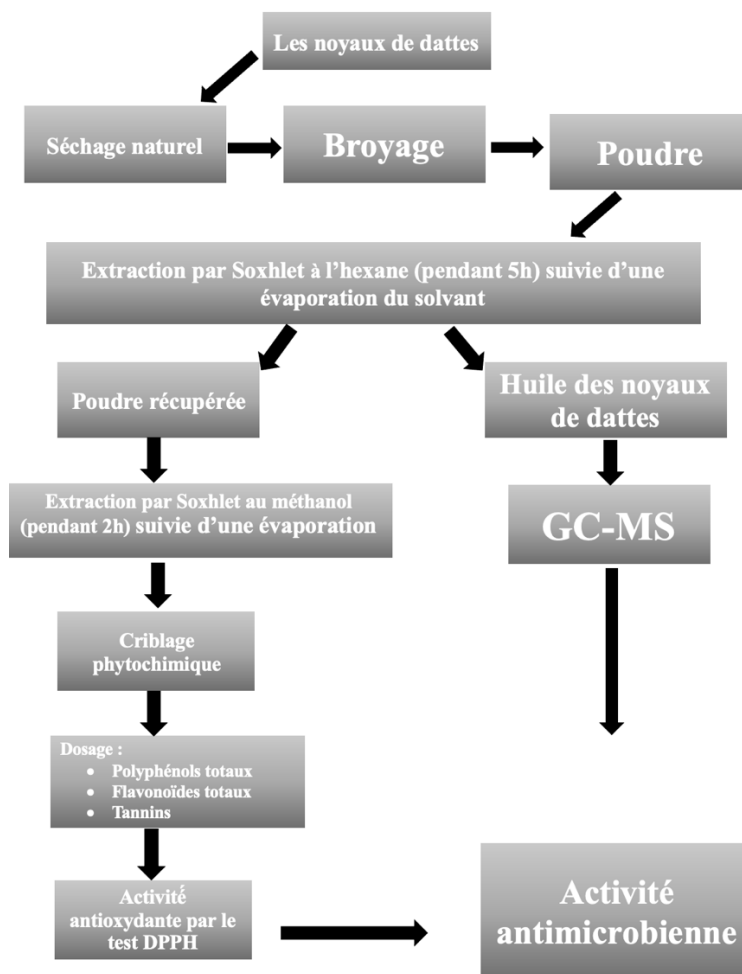 Les noyaux de dattes
Séchage naturel
Broyage
Poudre
Extraction par Soxhlet à l’hexane (pendant 5h) suivie d’une
évaporation du solvant
Poudre récupérée
Huile des noyaux
de dattes
Extraction par Soxhlet au méthanol
(pendant 2h) suivie d’une évaporation
GC-MS
Criblage
phytochimique
Dosage :
• Polyphénols totaux
• Flavonoïdes totaux
• Tannins
Activité
antioxydante par le
test DPPH
Activité
antimicrobienne